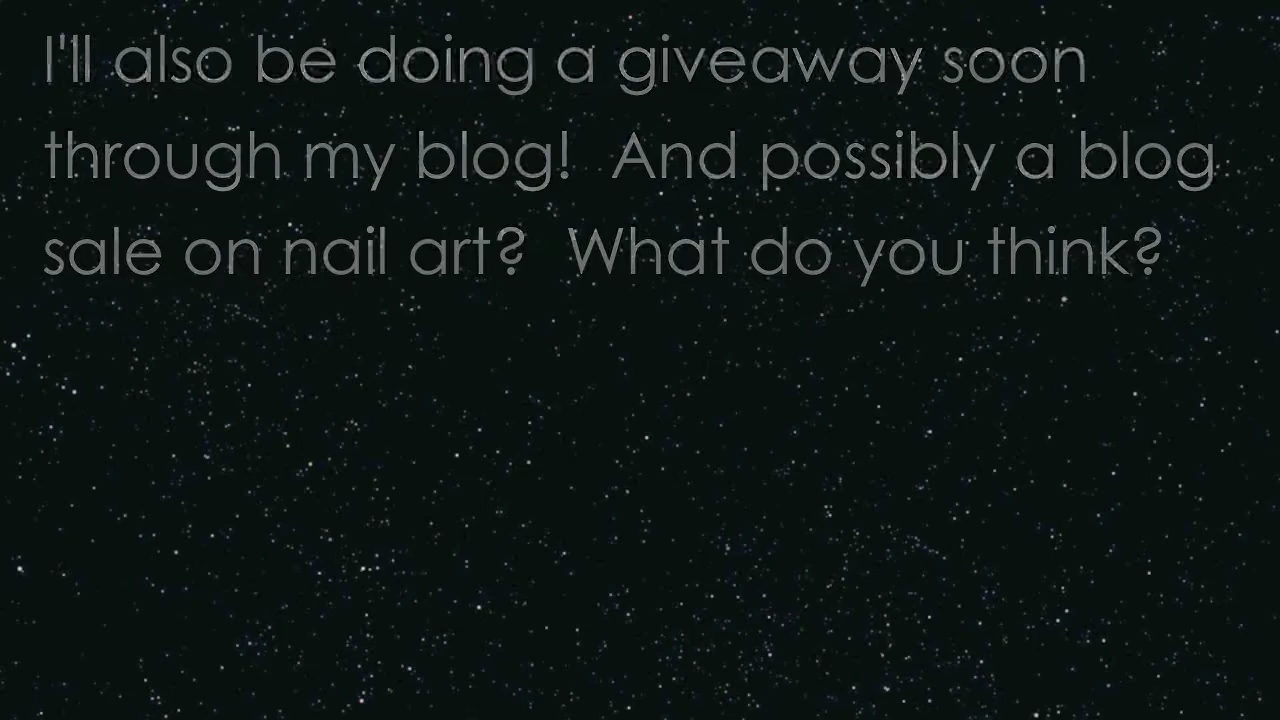 I'll also be doing a giveaway soon
through my blog!  And possibly a blog
sale on nail art?  What do you think?